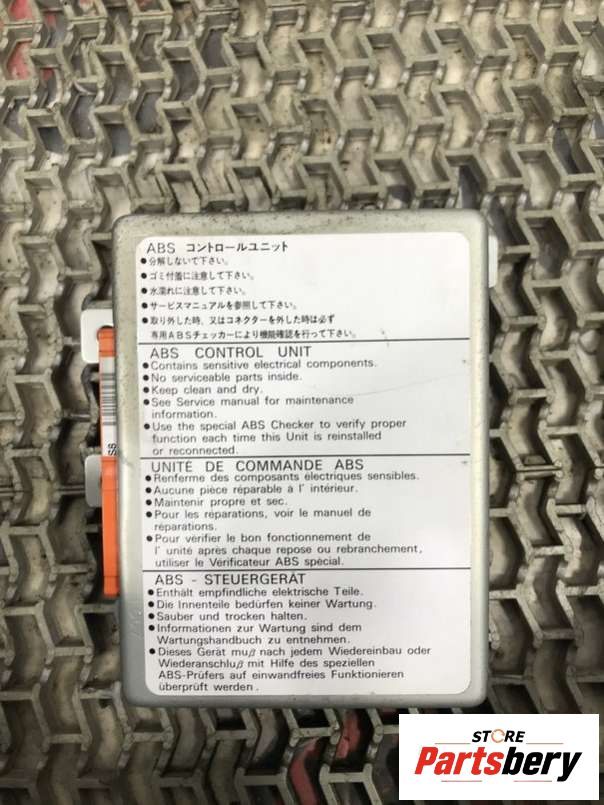 ABS コントロールユニット
●分解しないで下さい。
●ゴミ付着に注意して下さい。
●水濡れに注意して下さい。
●サービスマニュアルを参照して下さい。
●取り外した時、又はコネクターを外した時は必ず
専用ABSチェッカーにより機能確認を行って下さい。
ABS CONTROL UNIT
●Contains sensitive electrical components.
●No serviceable parts inside.
●Keep clean and dry.
●See Service manual for maintenance
information.
●Use the special ABS Checker to verify proper
function each time this Unit is reinstalled
or reconnected.
UNITÉ DE COMMANDE ABS
●Renferme des composants électriques sensibles.
●Aucune pièce réparable à l' intérieur.
●Maintenir propre et sec.
●Pour les réparations, voir le manuel de
réparations.
●Pour vérifier le bon fonctionnement de
l' unité après chaque repose ou rebranchement,
utiliser le Vérificateur ABS spécial.
ABS - STEUERGERÄT
●Enthält empfindliche elektrische Teile.
●Die Innenteile bedürfen keiner Wartung.
●Sauber und trocken halten.
●Informationen zur Wartung sind dem
Wartungshandbuch zu entnehmen.
●Dieses Gerät muß nach jedem Wiedereinbau oder
Wiederanschluß mit Hilfe des speziellen
ABS-Prüfers auf einwandfreies Funktionieren
überprüft werden.
STORE
Partsbery